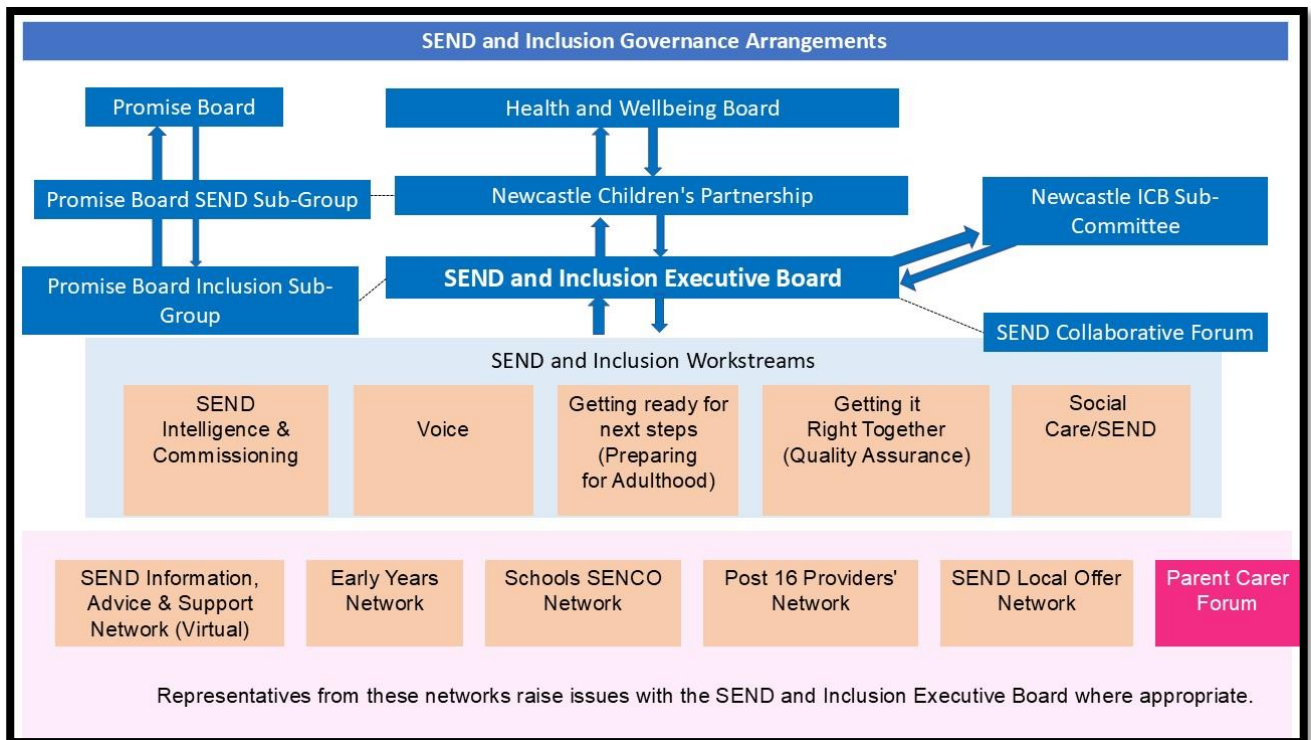 SEND and Inclusion Governance Arrangements
Promise Board
Health and Wellbeing Board
Promise Board SEND Sub-Group
Newcastle Children's Partnership
Newcastle ICB Sub-
Committee
Promise Board Inclusion Sub-
Group
SEND and Inclusion Executive Board
SEND Collaborative Forum
SEND and Inclusion Workstreams
SEND
Intelligence &
Commissioning
Voice
Getting ready for
next steps
(Preparing
for Adulthood)
Getting it
Right Together
(Quality Assurance)
Social
Care/SEND
SEND Information,
Advice & Support
Network (Virtual)
Early Years
Network
Schools SENCO
Network
Post 16 Providers'
Network
SEND Local Offer
Network
Parent Carer
Forum
Representatives from these networks raise issues with the SEND and Inclusion Executive Board where appropriate.